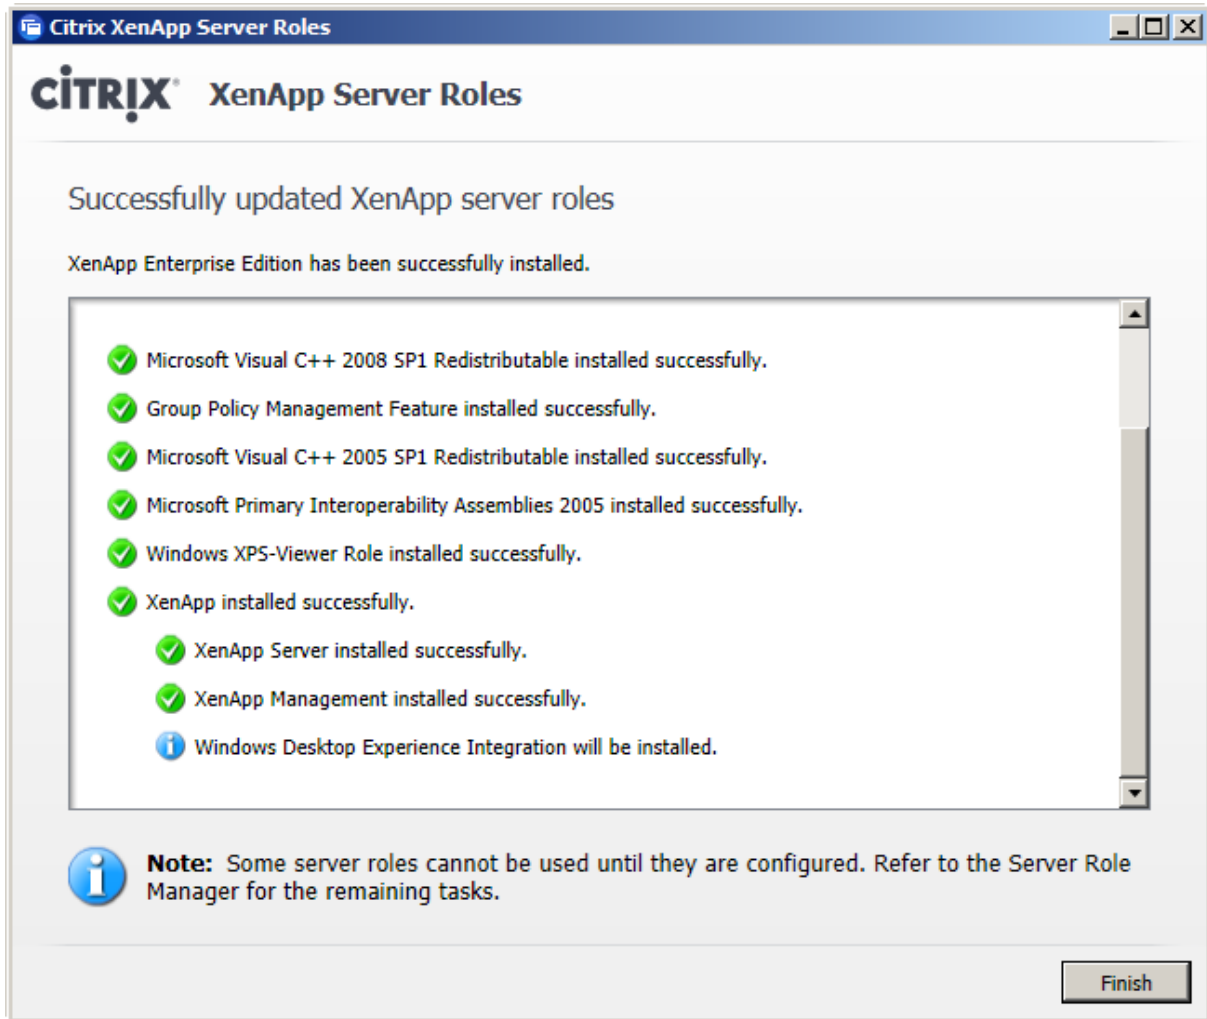 Citrix XenApp Server Roles
CiTRIX® XenApp Server Roles
Successfully updated XenApp server roles
XenApp Enterprise Edition has been successfully installed.
Microsoft Visual C++ 2008 SP1 Redistributable installed successfully.
Group Policy Management Feature installed successfully.
Microsoft Visual C++ 2005 SP1 Redistributable installed successfully.
Microsoft Primary Interoperability Assemblies 2005 installed successfully.
Windows XPS-Viewer Role installed successfully.
XenApp installed successfully.
XenApp Server installed successfully.
XenApp Management installed successfully.
Windows Desktop Experience Integration will be installed.
Note: Some server roles cannot be used until they are configured. Refer to the Server Role
Manager for the remaining tasks.
Finish